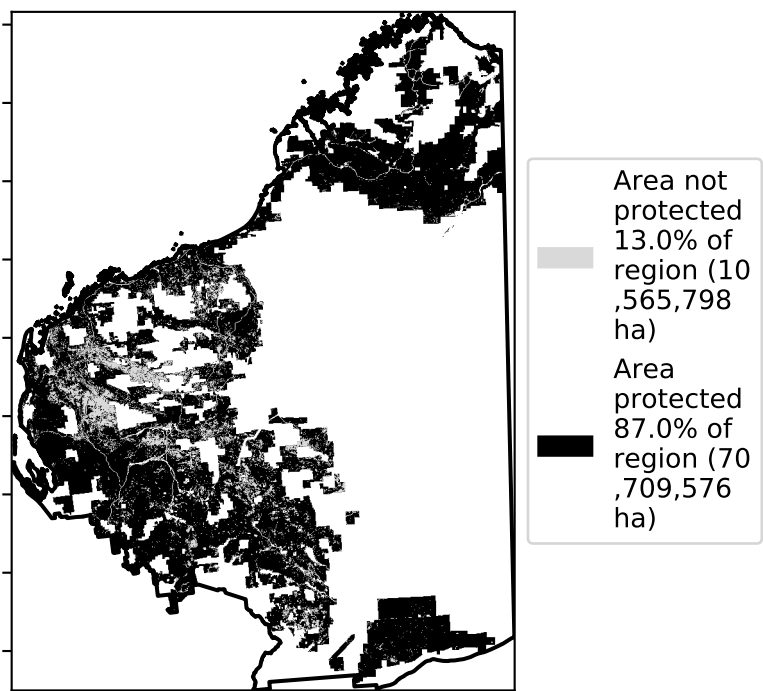 Area not
protected
13.0% of
region (10
,565,798
ha)
Area
protected
87.0% of
region (70
,709,576
ha)